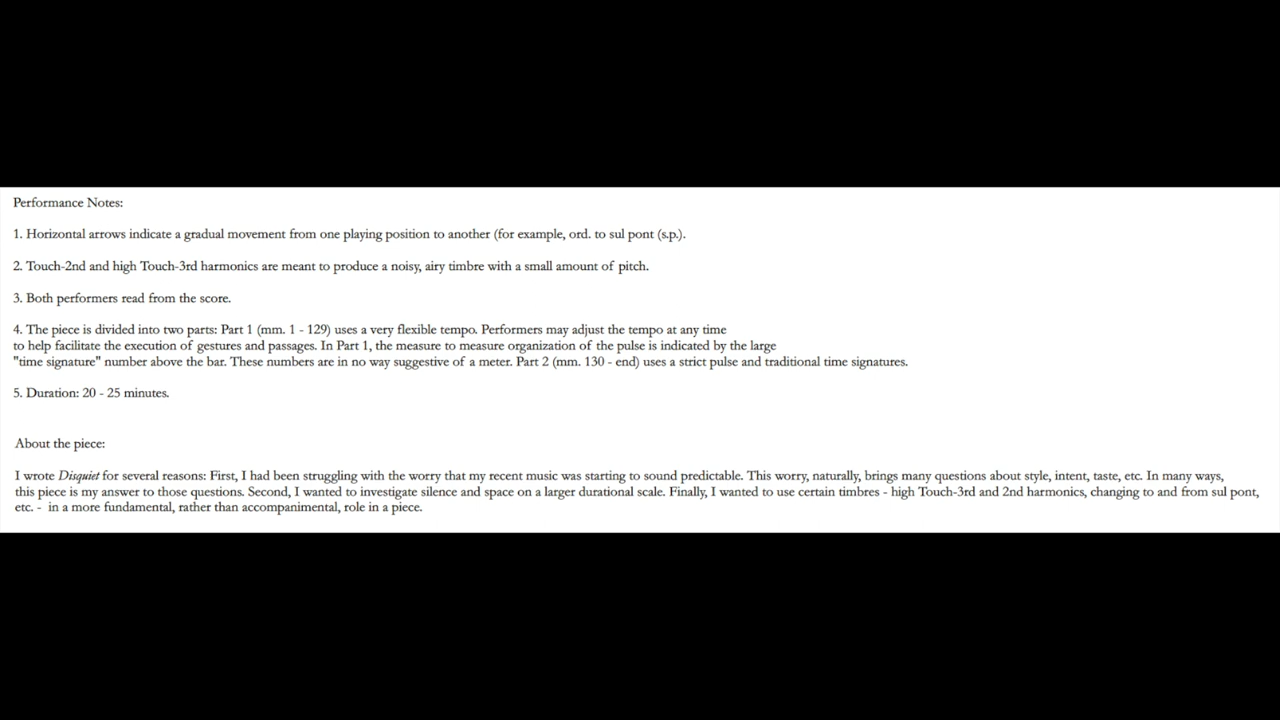 Performance Notes:
1. Horizontal arrows indicate a gradual movement from one playing position to another (for example, ord. to sul pont (s.p.).
2. Touch-2nd and high Touch-3rd harmonics are meant to produce a noisy, airy timbre with a small amount of pitch.
3. Both performers read from the score.
4. The piece is divided into two parts: Part 1 (mm. 1 - 129) uses a very flexible tempo. Performers may adjust the tempo at any time
to help facilitate the execution of gestures and passages. In Part 1, the measure to measure organization of the pulse is indicated by the large
"time signature" number above the bar. These numbers are in no way suggestive of a meter. Part 2 (mm. 130 - end) uses a strict pulse and traditional time signatures.
5. Duration: 20 - 25 minutes.
About the piece:
I wrote Disquiet for several reasons: First, I had been struggling with the worry that my recent music was starting to sound predictable. This worry, naturally, brings many questions about style, intent, taste, etc. In many ways,
this piece is my answer to those questions. Second, I wanted to investigate silence and space on a larger durational scale. Finally, I wanted to use certain timbres - high Touch-3rd and 2nd harmonics, changing to and from sul pont,
etc. - in a more fundamental, rather than accompanimental, role in a piece.